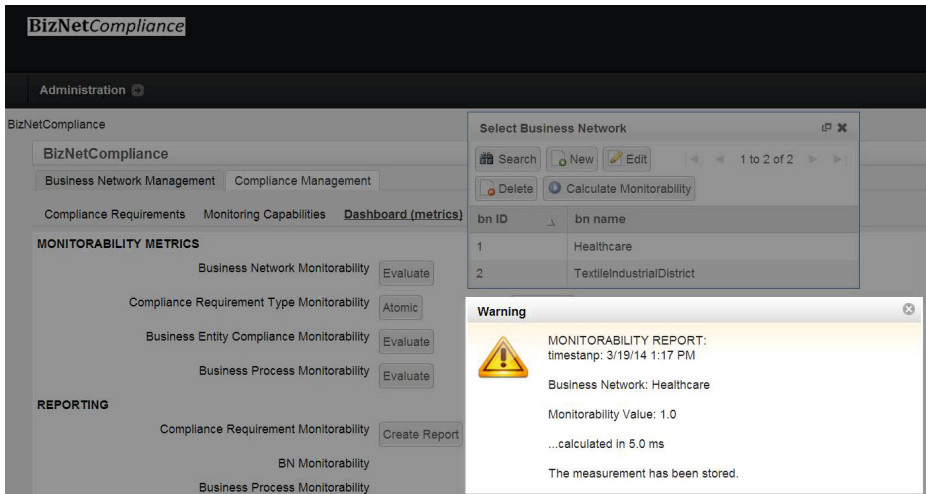 BizNetCompliance
Administration
BizNetCompliance
BizNetCompliance
Business Network Management Compliance Management
Compliance Requirements Monitoring Capabilities Dashboard (metrics)
MONITORABILITY METRICS
Business Network Monitorability Evaluate
Compliance Requirement Type Monitorability Atomic
Business Entity Compliance Monitorability Evaluate
Business Process Monitorability Evaluate
REPORTING
Compliance Requirement Monitorability Create Report
BN Monitorability
Business Process Monitorability
Select Business Network
Search New Edit 1 to 2 of 2
Delete Calculate Monitorability
bn ID bn name
1 Healthcare
2 TextileIndustrialDistrict
Warning
MONITORABILITY REPORT:
timestanp: 3/19/14 1:17 PM
Business Network: Healthcare
Monitorability Value: 1.0
...calculated in 5.0 ms
The measurement has been stored.